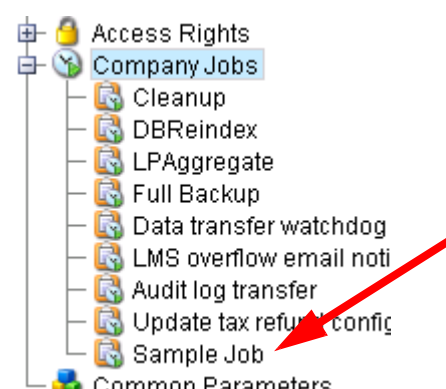 Access Rights
Company Jobs
Cleanup
DBReindex
LPAggregate
Full Backup
Data transfer watchdog
LMS overflow email noti
Audit log transfer
Update tax refund config
Sample Job
Common Parameters